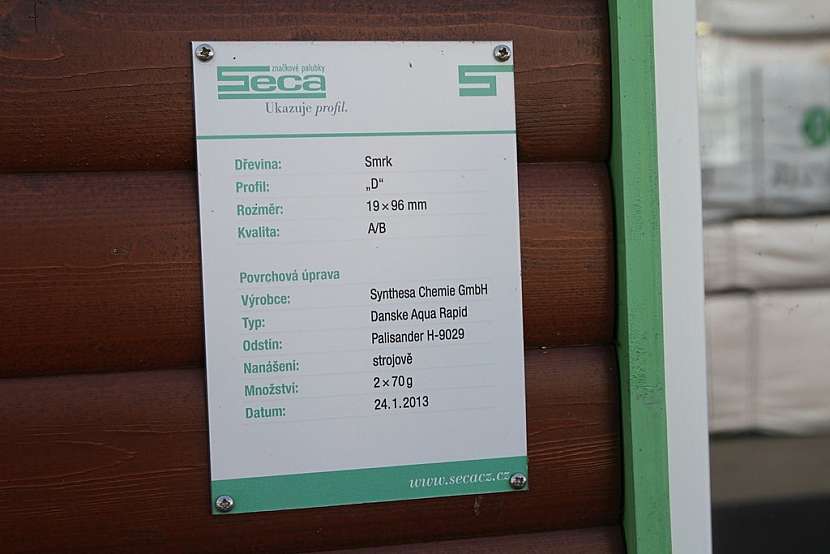 značkové palubky
Seca
Ukazuje profil.
Dřevina: Smrk
Profil: „D“
Rozměr: 19 × 96 mm
Kvalita: A/B
Povrchová úprava
Výrobce: Synthesa Chemie GmbH
Typ: Danske Aqua Rapid
Odstín: Palisander H-9029
Nanášení: strojově
Množství: 2 × 70 g
Datum: 24. 1. 2013
www.secacz.cz